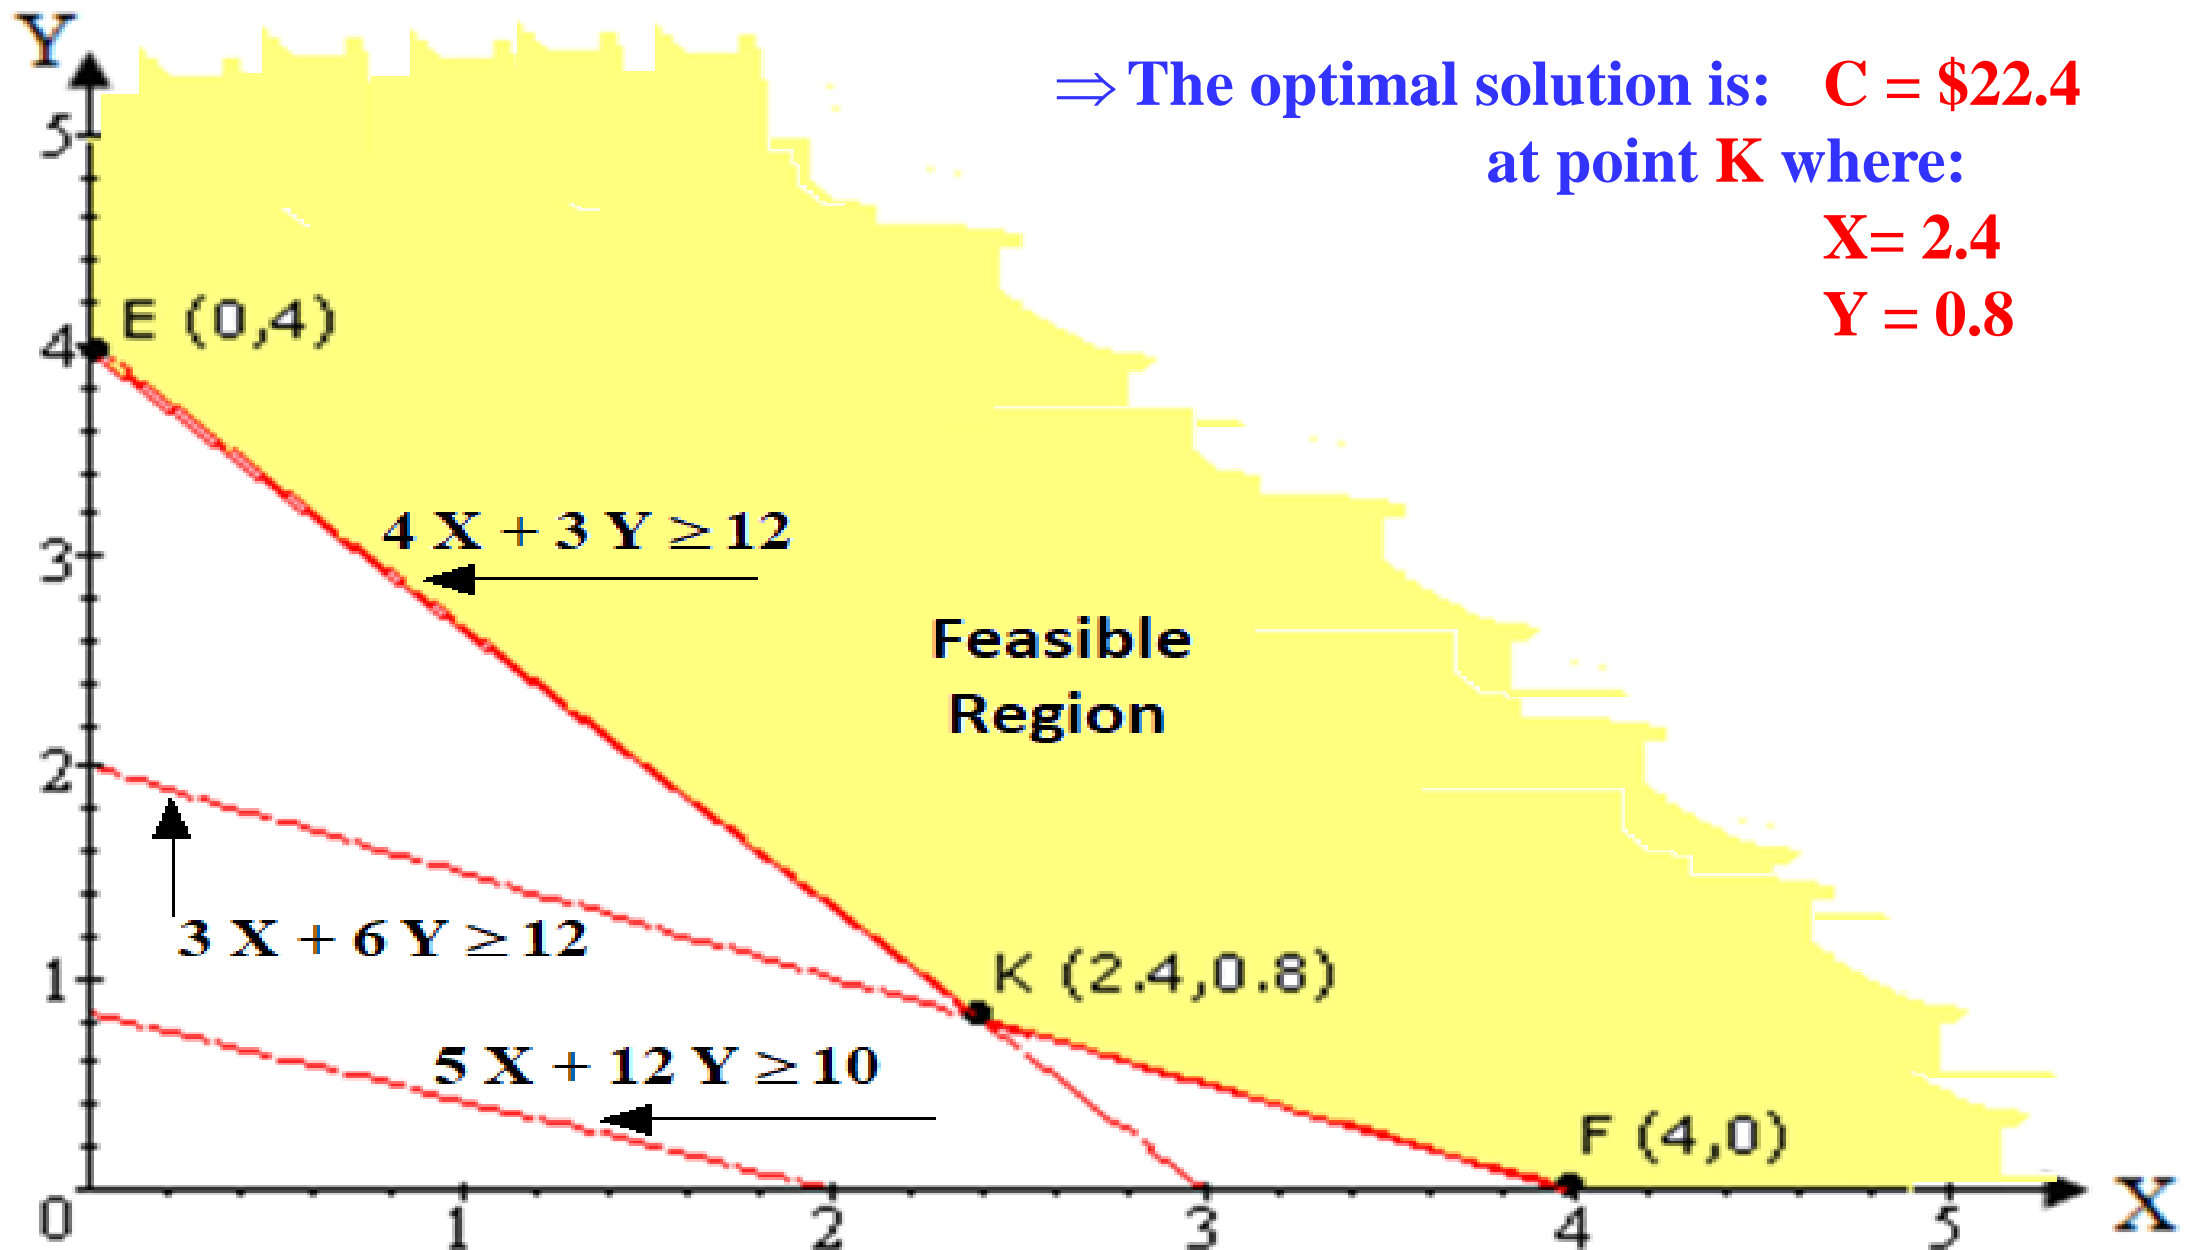 Y
⇒ The optimal solution is: C = $22.4
at point K where:
X= 2.4
Y = 0.8
5
E (0,4)
4
4 X + 3 Y ≥ 12
3
Feasible
Region
2
3 X + 6 Y ≥ 12
K (2.4,0.8)
1
5 X + 12 Y ≥ 10
F (4,0)
0 1 2 3 4 5 X